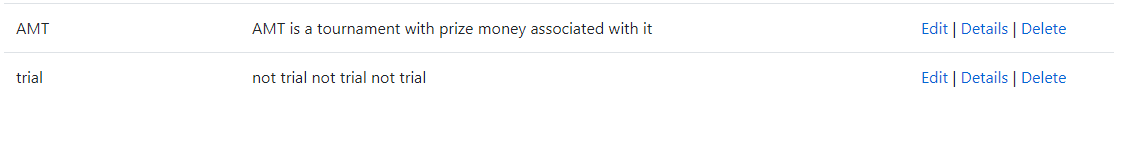 AMT AMT is a tournament with prize money associated with it Edit | Details | Delete
trial not trial not trial not trial Edit | Details | Delete